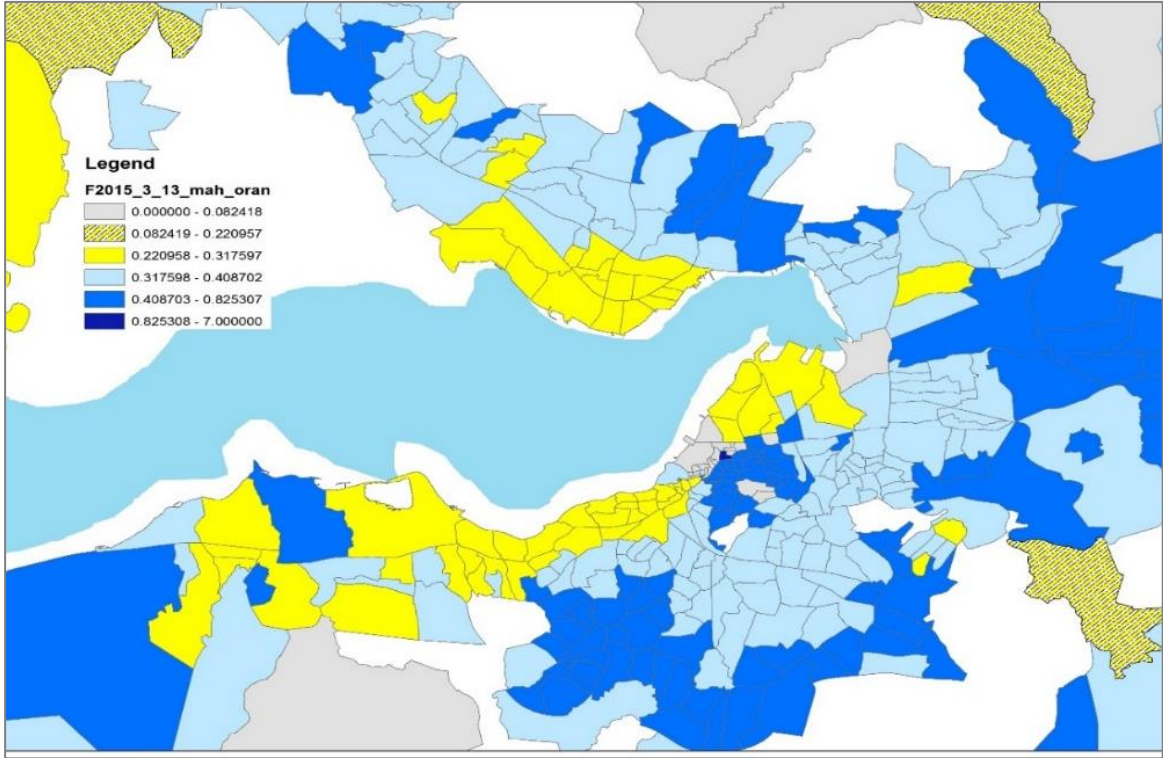 Legend
F2015_3_13_mah_oran
0.000000 - 0.082418
0.082419 - 0.220957
0.220958 - 0.317597
0.317598 - 0.408702
0.408703 - 0.825307
0.825308 - 7.000000